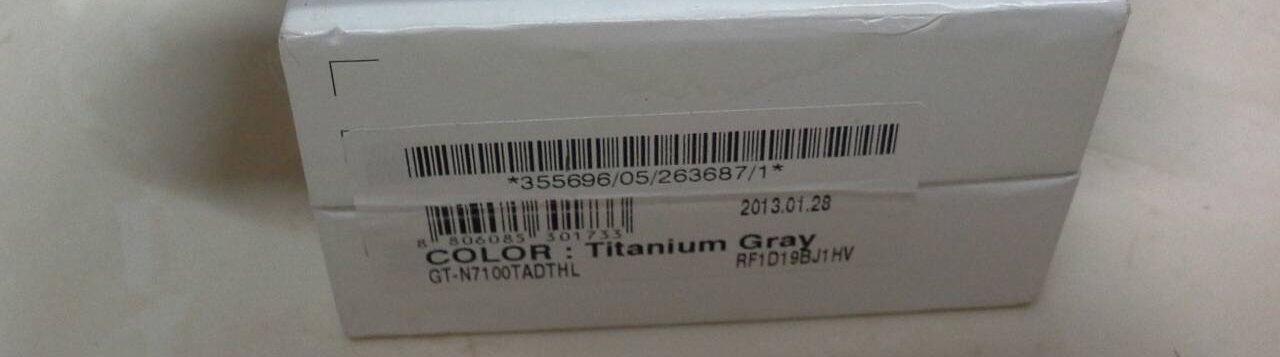 *355696/05/263687/1*
2013.01.28
8 806085 301733
COLOR : Titanium Gray
GT-N7100TADTHL
RF1D19BJ1HV